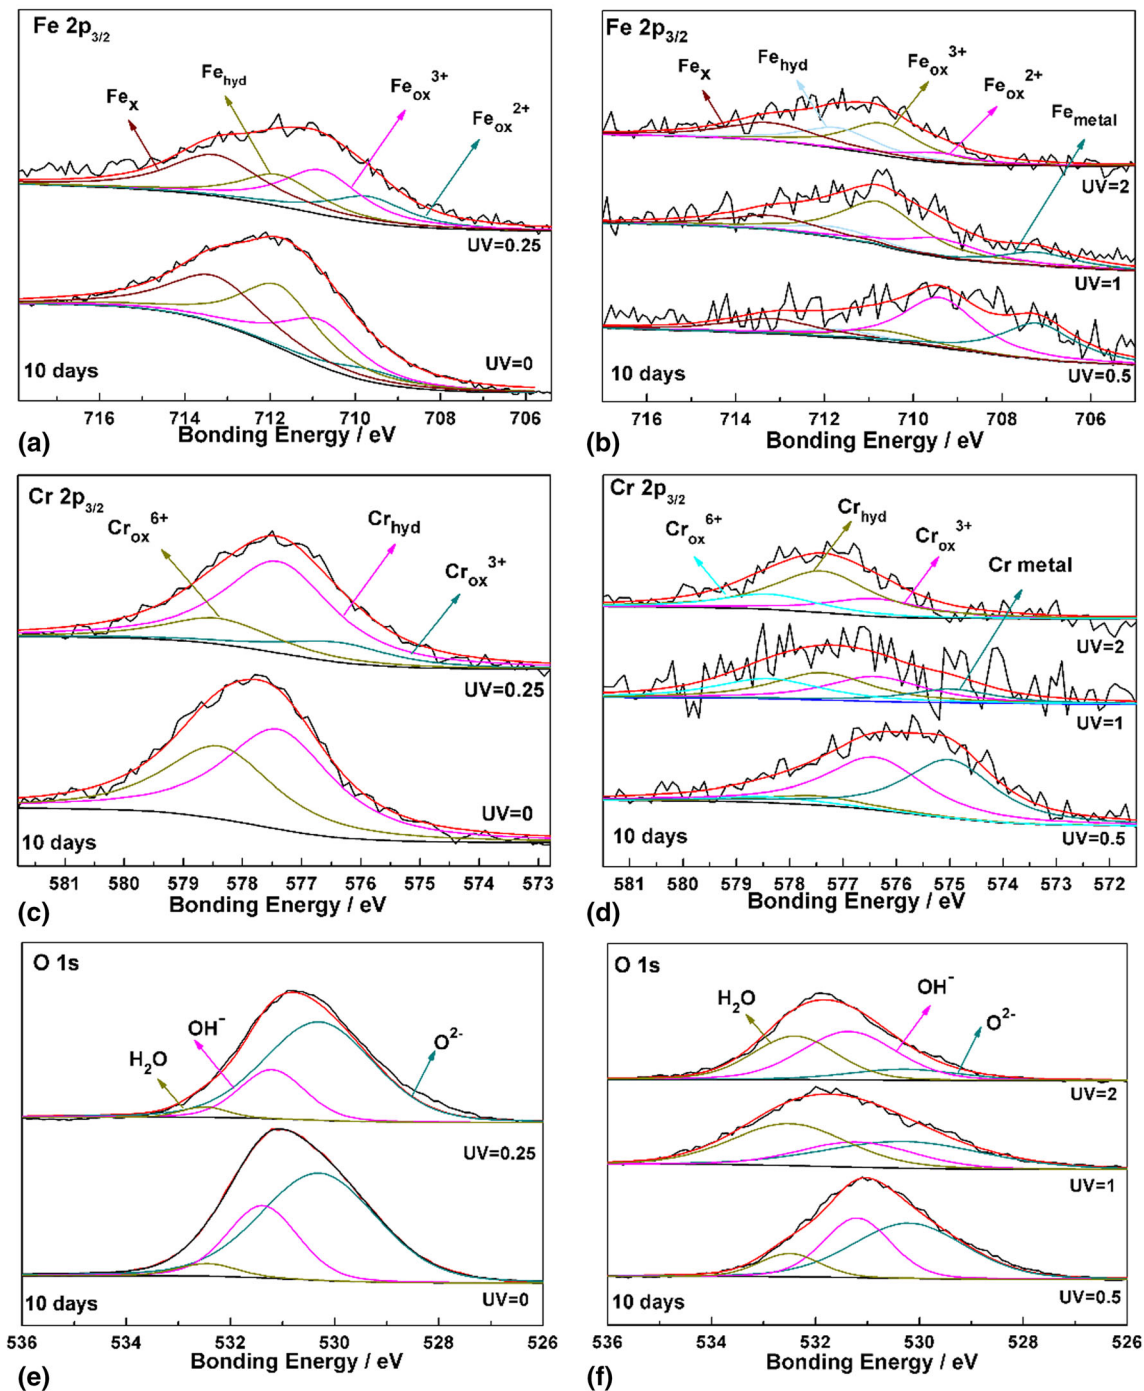 Fe 2p3/2
Fex
Fehyd
Feox3+
Feox2+
UV=0.25
UV=0
10 days
716 714 712 710 708 706
Bonding Energy / eV
(a)
Fe 2p3/2
Fex
Fehyd
Feox3+
Feox2+
Femetal
UV=2
UV=1
UV=0.5
10 days
716 714 712 710 708 706
Bonding Energy / eV
(b)
Cr 2p3/2
Crox6+
Crhyd
Crox3+
UV=0.25
UV=0
10 days
581 580 579 578 577 576 575 574 573
Bonding Energy / eV
(c)
Cr 2p3/2
Crox6+
Crhyd
Crox3+
Cr metal
UV=2
UV=1
UV=0.5
10 days
581 580 579 578 577 576 575 574 573 572
Bonding Energy / eV
(d)
O 1s
H2O
OH−
O2-
UV=0.25
UV=0
10 days
536 534 532 530 528 526
Bonding Energy / eV
(e)
O 1s
H2O
OH−
O2-
UV=2
UV=1
UV=0.5
10 days
536 534 532 530 528 526
Bonding Energy / eV
(f)